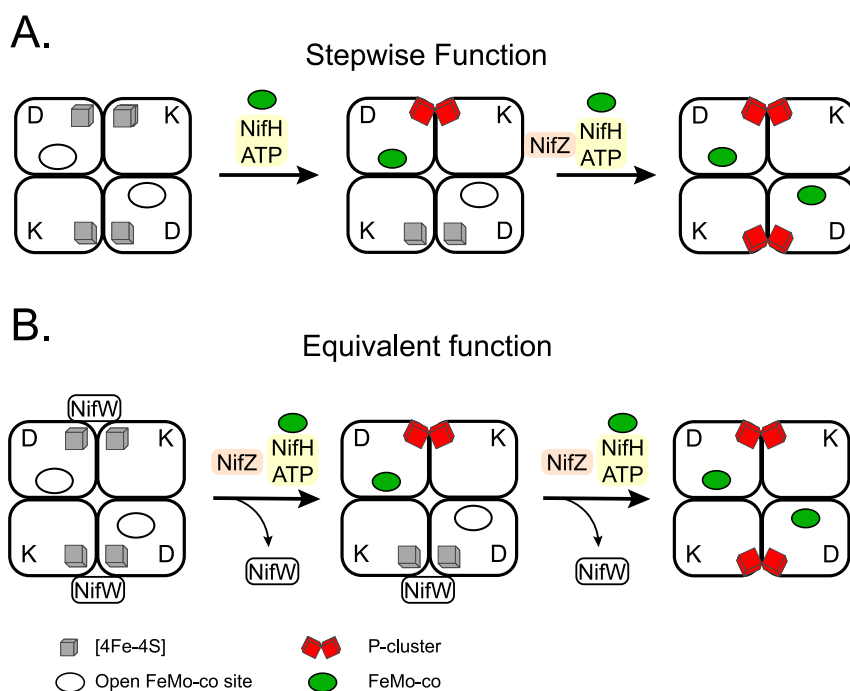 A.
Stepwise Function
D
K
K
D
NifH
ATP
D
K
K
D
NifZ
NifH
ATP
D
K
K
D
B.
Equivalent function
NifW
D
K
K
D
NifW
NifZ
NifH
ATP
NifW
D
K
K
D
NifW
NifZ
NifH
ATP
NifW
D
K
K
D
[4Fe-4S]
P-cluster
Open FeMo-co site
FeMo-co